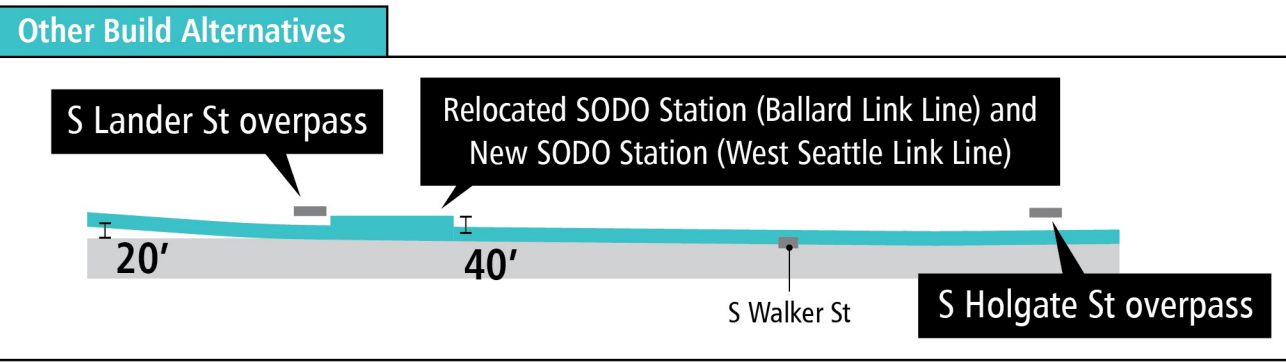 Other Build Alternatives
S Lander St overpass
Relocated SODO Station (Ballard Link Line) and
New SODO Station (West Seattle Link Line)
20’
40’
S Walker St
S Holgate St overpass